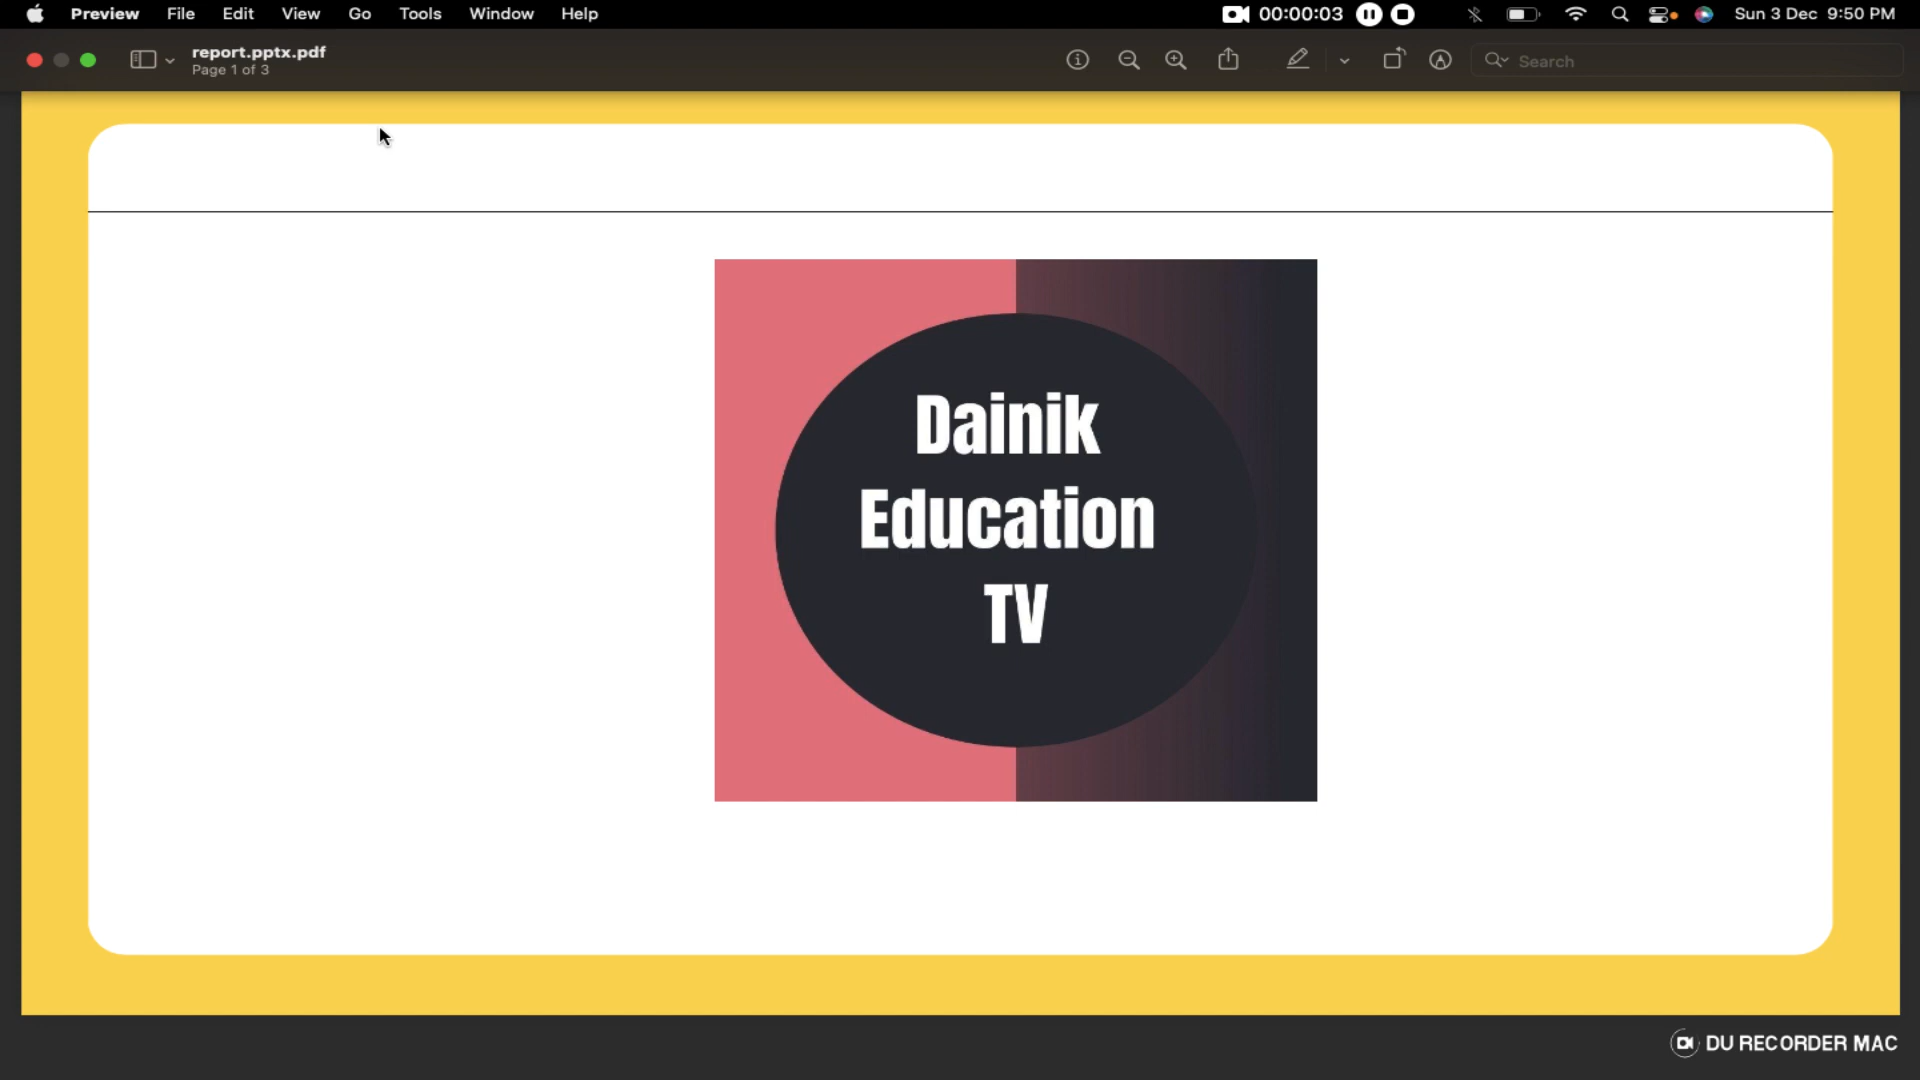 Preview File Edit View Go Tools Window Help 00:00:03 Sun 3 Dec 9:50 PM
report.pptx.pdf
Page 1 of 3
Search
Dainik
Education
TV
DU RECORDER MAC